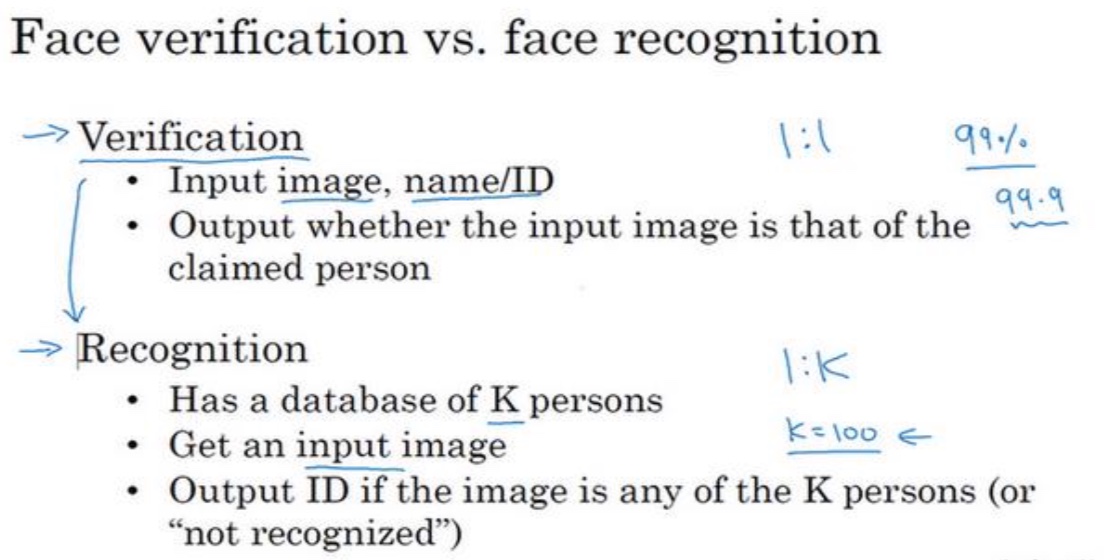 Face verification vs. face recognition
→ Verification
1:1
99%
• Input image, name/ID
99.9
• Output whether the input image is that of the
claimed person
→ Recognition
1:K
• Has a database of K persons
• Get an input image
K=100 ←
• Output ID if the image is any of the K persons (or
“not recognized”)